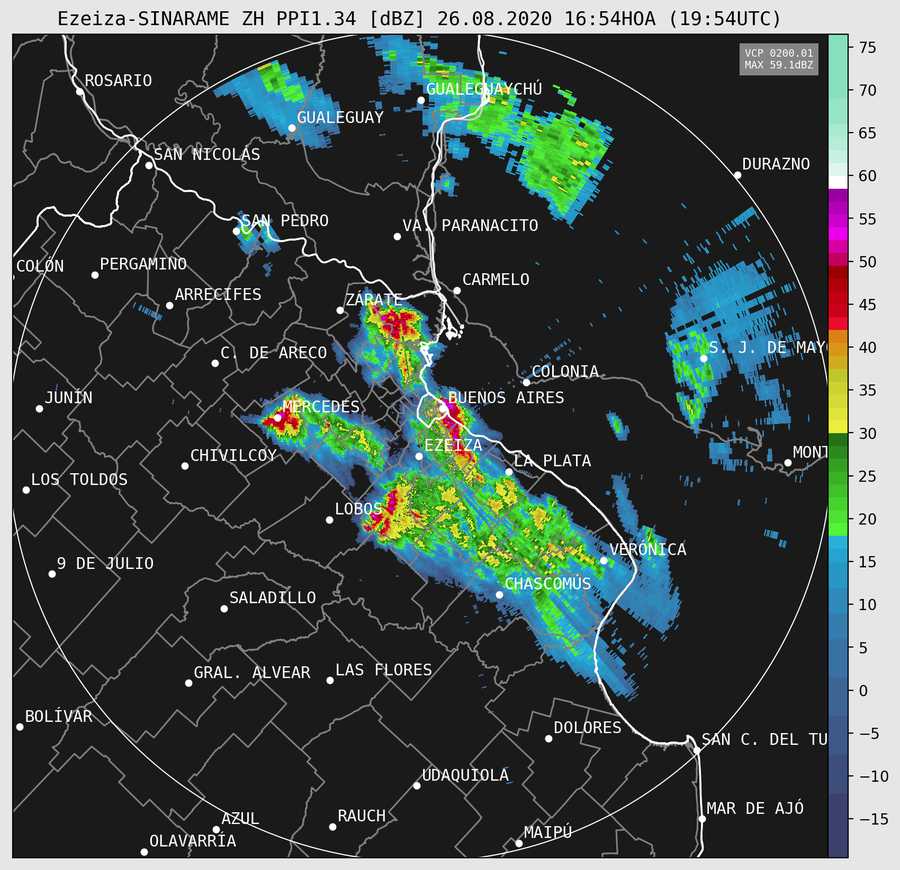 Ezeiza-SINARAME ZH PPI1.34 [dBZ] 26.08.2020 16:54HOA (19:54UTC)
VCP 0200.01
MAX 59.1dBZ
ROSARIO
GUALEGUAYCHÚ
GUALEGUAY
SAN NICOLÁS
DURAZNO
SAN PEDRO
VA. PARANACITO
COLÓN
PERGAMINO
CARMELO
ARRECIFES
ZÁRATE
C. DE ARECO
S. J. DE MAY
COLONIA
JUNÍN
MERCEDES
BUENOS AIRES
EZEIZA
CHIVILCOY
LA PLATA
MONT
LOS TOLDOS
LOBOS
VERÓNICA
9 DE JULIO
CHASCOMÚS
SALADILLO
GRAL. ALVEAR
LAS FLORES
BOLÍVAR
DOLORES
SAN C. DEL TU
UDAQUIOLA
MAR DE AJÓ
AZUL
RAUCH
MAIPÚ
OLAVARRÍA
75
70
65
60
55
50
45
40
35
30
25
20
15
10
5
0
−5
−10
−15